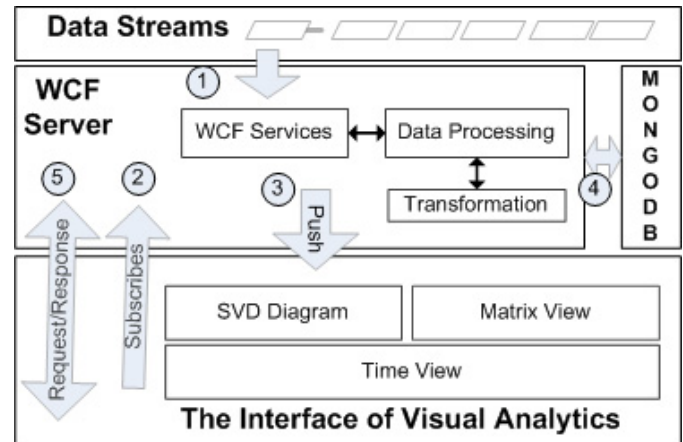 Data Streams
1
WCF
Server
WCF Services
Data Processing
Transformation
MONGODB
5
2
3
4
Push
Request/Response
Subscribes
SVD Diagram
Matrix View
Time View
The Interface of Visual Analytics